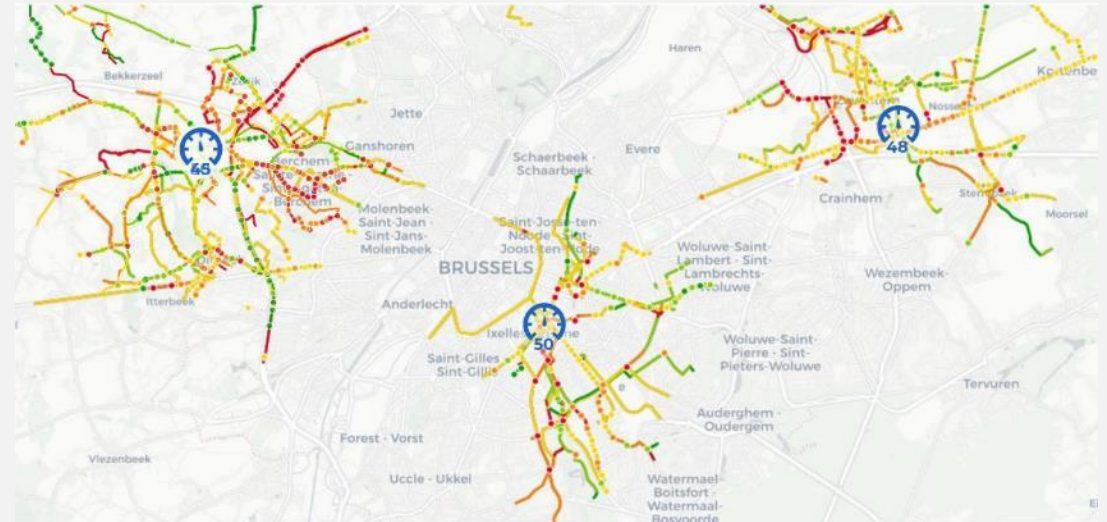 Haren
Bekkerzeel
Jette
Ganshoren
Schaerbeek -
Schaarbeek
Evere
45
48
Crainhem
Moorsel
Molenbeek-
Saint-Jean -
Sint-Jans-
Molenbeek
Saint-Josse-ten-
Noode - Sint-
Joost-ten-Node
BRUSSELS
Woluwe-Saint-
Lambert - Sint-
Lambrechts-
Woluwe
Wezembeek-
Oppem
Itterbeek
Anderlecht
50
Saint-Gilles -
Sint-Gillis
Woluwe-Saint-
Pierre - Sint-
Pieters-Woluwe
Tervuren
Auderghem -
Oudergem
Forest - Vorst
Vlezenbeek
Uccle - Ukkel
Watermael-
Boitsfort -
Watermaal-
Bosvoorde